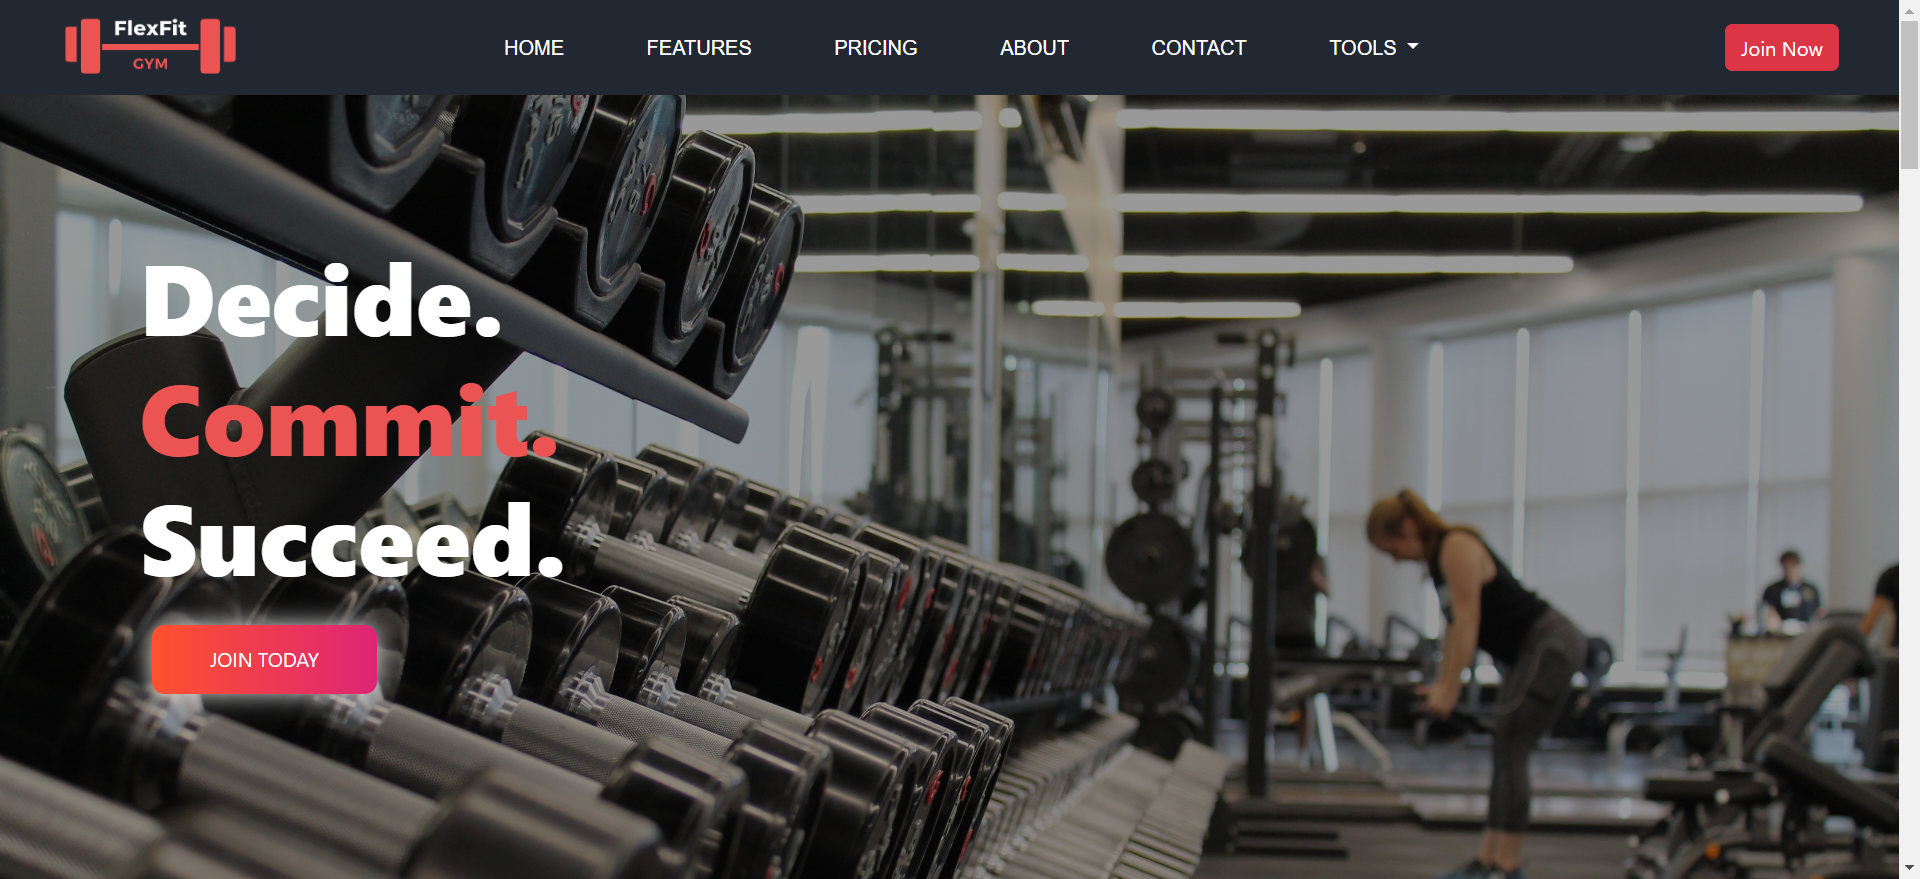 FlexFit
GYM
HOME
FEATURES
PRICING
ABOUT
CONTACT
TOOLS
Join Now
Decide.
Commit.
Succeed.
JOIN TODAY